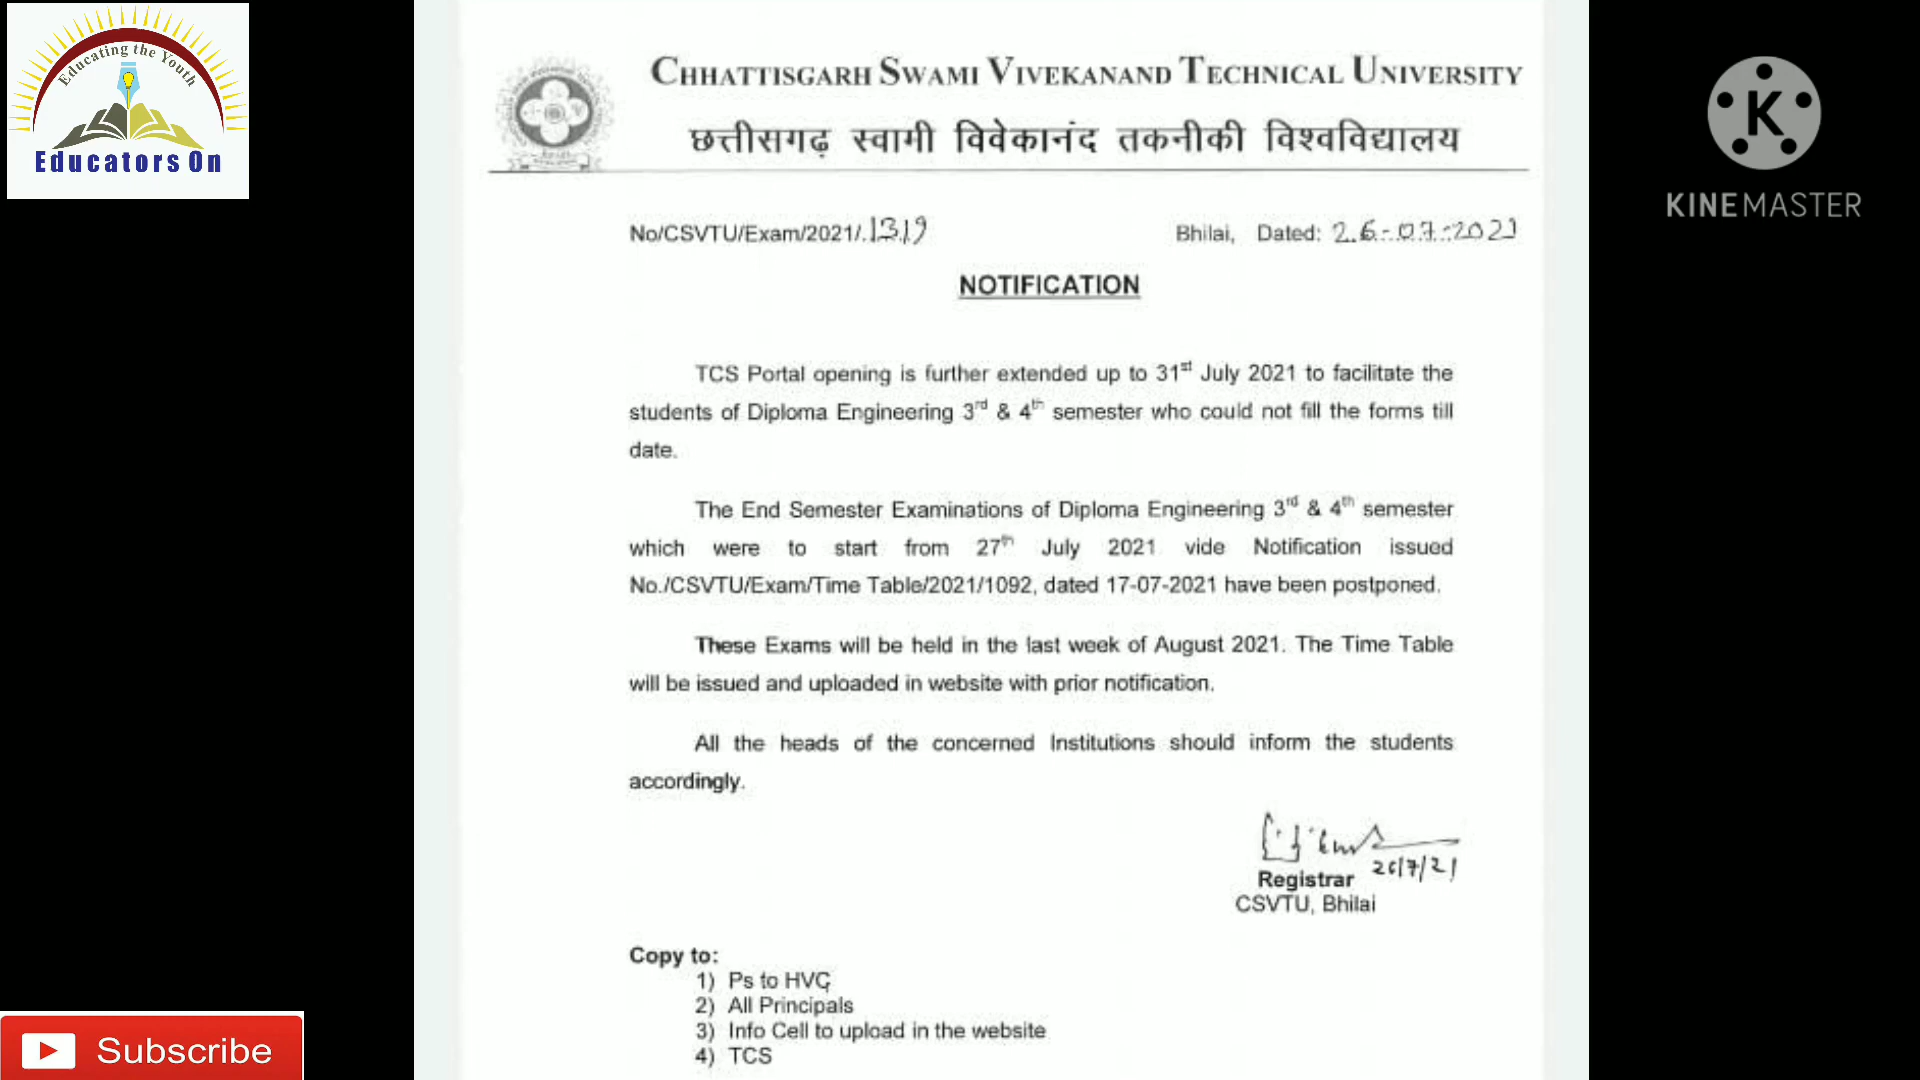 Educating the Youth
Educators On
CHHATTISGARH SWAMI VIVEKANAND TECHNICAL UNIVERSITY
छत्तीसगढ़ स्वामी विवेकानंद तकनीकी विश्वविद्यालय
K
KINEMASTER
No/CSVTU/Exam/2021/.1319
Bhilai, Dated: 26-07-2021
NOTIFICATION
TCS Portal opening is further extended up to 31st July 2021 to facilitate the
students of Diploma Engineering 3rd & 4th semester who could not fill the forms till
date.
The End Semester Examinations of Diploma Engineering 3rd & 4th semester
which were to start from 27th July 2021 vide Notification issued
No./CSVTU/Exam/Time Table/2021/1092, dated 17-07-2021 have been postponed.
These Exams will be held in the last week of August 2021. The Time Table
will be issued and uploaded in website with prior notification.
All the heads of the concerned Institutions should inform the students
accordingly.
26/7/21
Registrar
CSVTU, Bhilai
Copy to:
1) Ps to HVC
2) All Principals
3) Info Cell to upload in the website
4) TCS
Subscribe